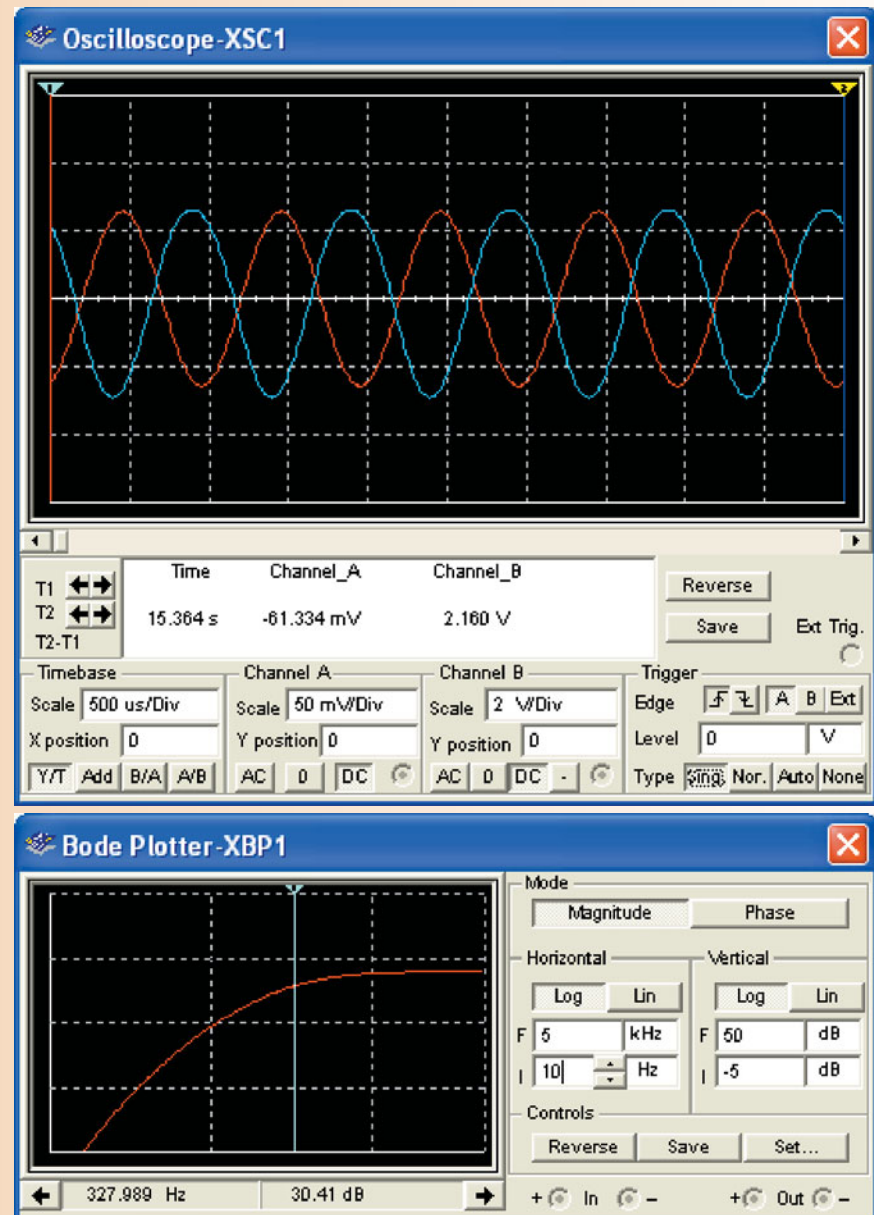 Oscilloscope-XSC1
1 2
Time Channel_A Channel_B
T1
T2 15.364 s -61.334 mV 2.160 V
T2-T1
Reverse
Save
Ext Trig.
Timebase
Scale 500 us/Div
X position 0
Y/T Add B/A A/B
Channel A
Scale 50 mV/Div
Y position 0
AC 0 DC
Channel B
Scale 2 V/Div
Y position 0
AC 0 DC -
Trigger
Edge A B Ext
Level 0 V
Type Sing. Nor. Auto None
Bode Plotter-XBP1
Mode
Magnitude Phase
Horizontal
Log Lin
F 5 kHz
I 10 Hz
Vertical
Log Lin
F 50 dB
I -5 dB
Controls
Reverse Save Set...
327.989 Hz 30.41 dB
+ In - + Out -